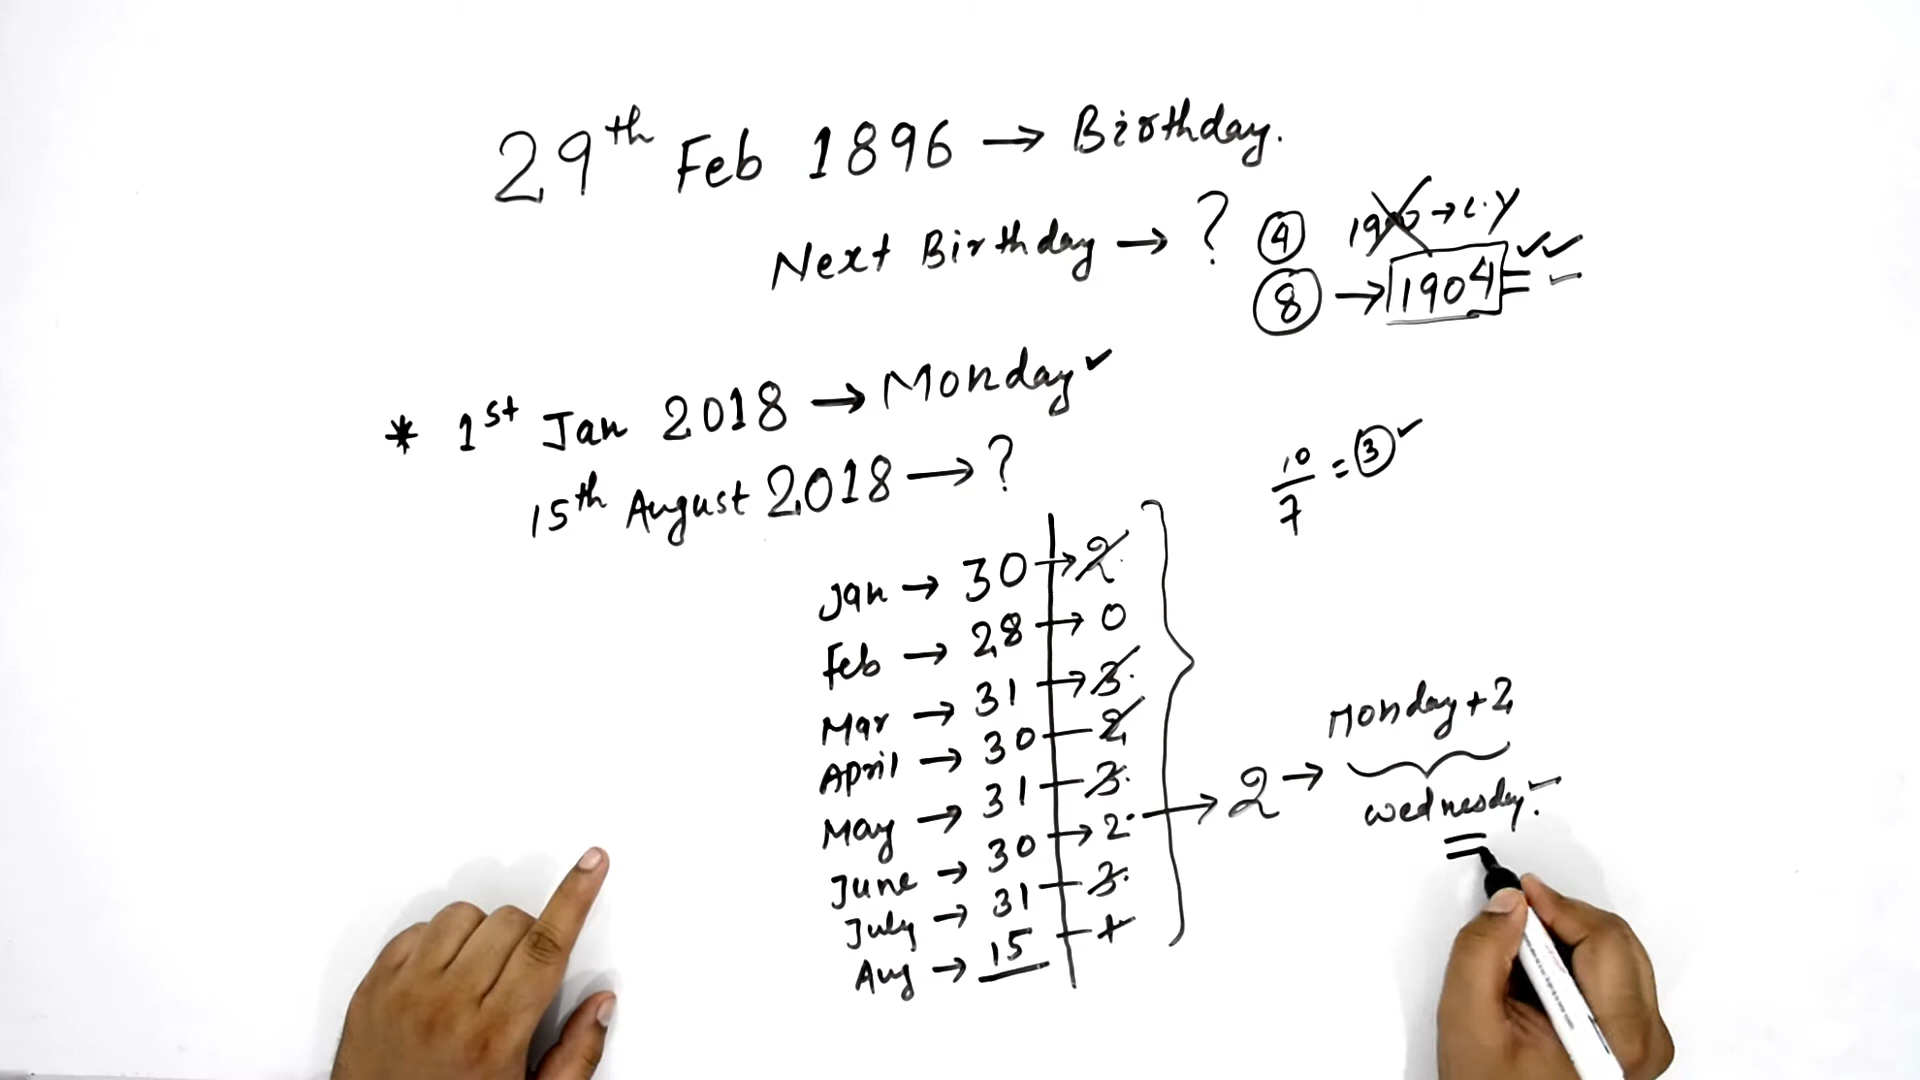 29th Feb 1896 → Birthday.
Next Birthday → ? 4 1900 → L.Y
8 → 1904
* 1st Jan 2018 → Monday ✓
15th August 2018 → ?
10/7 = 3 ✓
Jan → 30 → 2
Feb → 28 → 0
Mar → 31 → 3
April → 30 — 2
May → 31 — 3
June → 30 → 2
July → 31 — 3
Aug → 15 — 1
→ 2 → Monday + 2
Wednesday.